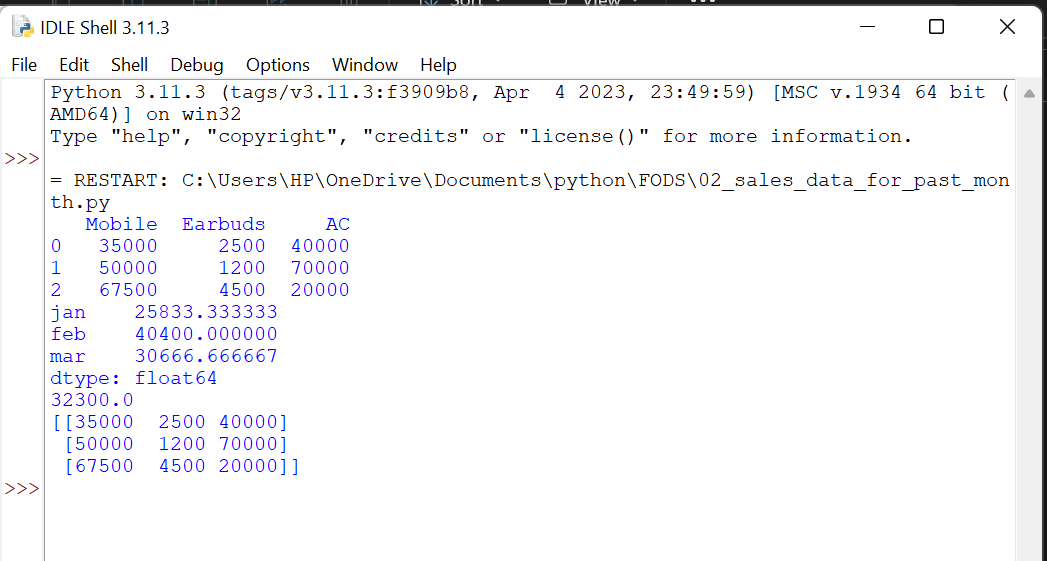 Sort View
IDLE Shell 3.11.3
File Edit Shell Debug Options Window Help
Python 3.11.3 (tags/v3.11.3:f3909b8, Apr  4 2023, 23:49:59) [MSC v.1934 64 bit (
AMD64)] on win32
Type "help", "copyright", "credits" or "license()" for more information.
>>>
= RESTART: C:\Users\HP\OneDrive\Documents\python\FODS\02_sales_data_for_past_mon
th.py
   Mobile  Earbuds     AC
0   35000     2500  40000
1   50000     1200  70000
2   67500     4500  20000
jan    25833.333333
feb    40400.000000
mar    30666.666667
dtype: float64
32300.0
[[35000  2500 40000]
 [50000  1200 70000]
 [67500  4500 20000]]
>>>